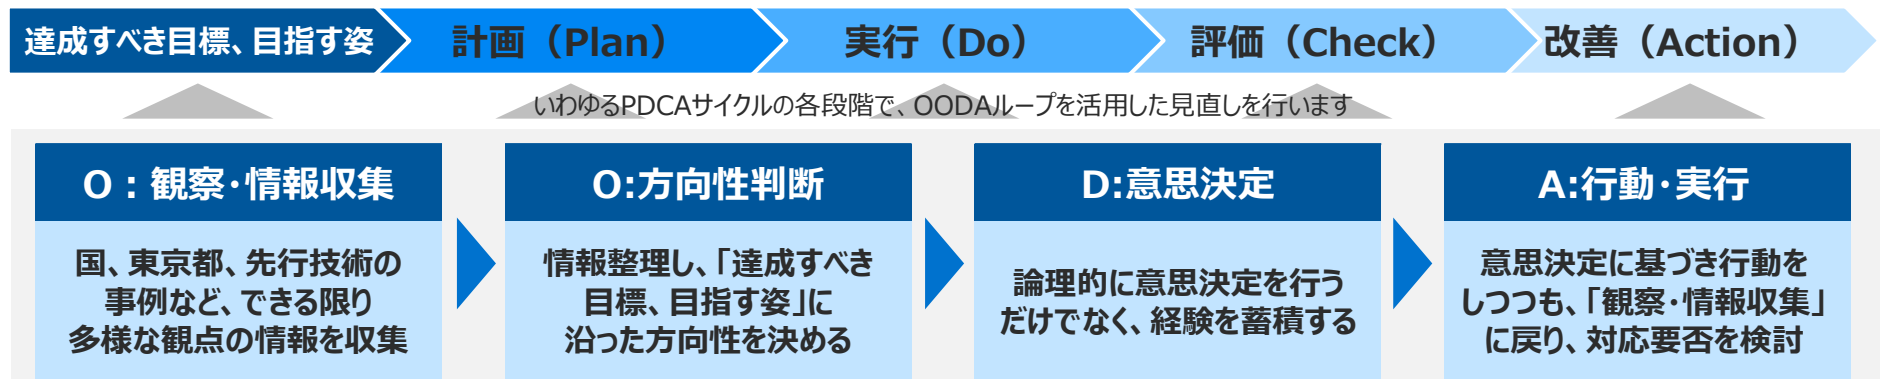 達成すべき目標、目指す姿
計画（Plan）
実行（Do）
評価（Check）
改善（Action）
いわゆるPDCAサイクルの各段階で、OODAループを活用した見直しを行います
O：観察・情報収集
国、東京都、先行技術の
事例など、できる限り
多様な観点の情報を収集
O:方向性判断
情報整理し、「達成すべき
目標、目指す姿」に
沿った方向性を決める
D:意思決定
論理的に意思決定を行う
だけでなく、経験を蓄積する
A:行動・実行
意思決定に基づき行動を
しつつも、「観察・情報収集」
に戻り、対応要否を検討